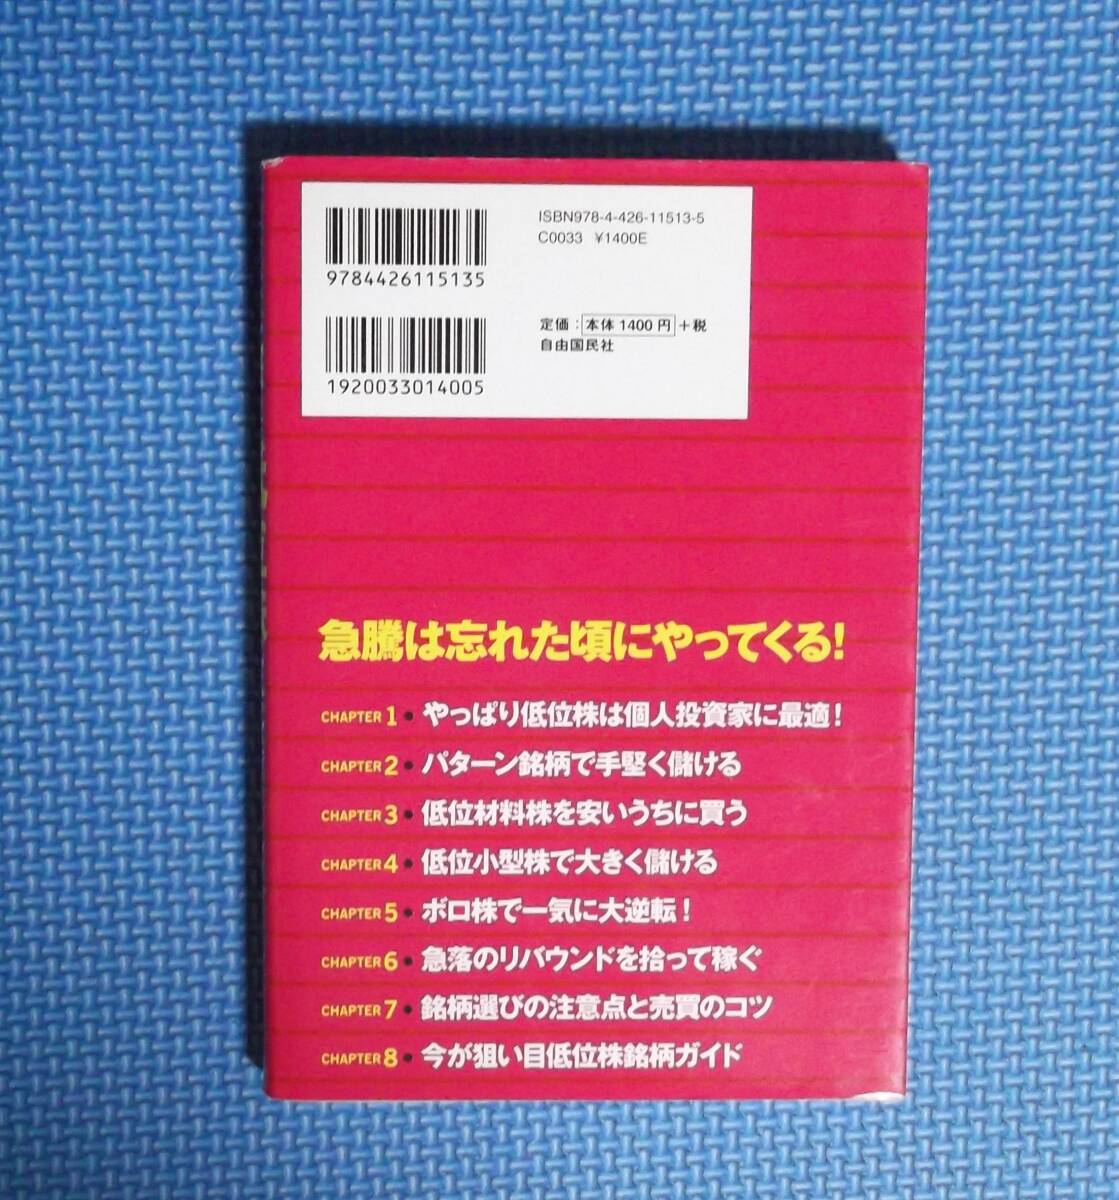 ISBN978-4-426-11513-5
C0033 ¥1400E
9784426115135
定価：本体1400円＋税
自由国民社
1920033014005
急騰は忘れた頃にやってくる！
CHAPTER 1・やっぱり低位株は個人投資家に最適！
CHAPTER 2・パターン銘柄で手堅く儲ける
CHAPTER 3・低位材料株を安いうちに買う
CHAPTER 4・低位小型株で大きく儲ける
CHAPTER 5・ボロ株で一気に大逆転！
CHAPTER 6・急落のリバウンドを拾って稼ぐ
CHAPTER 7・銘柄選びの注意点と売買のコツ
CHAPTER 8・今が狙い目低位株銘柄ガイド